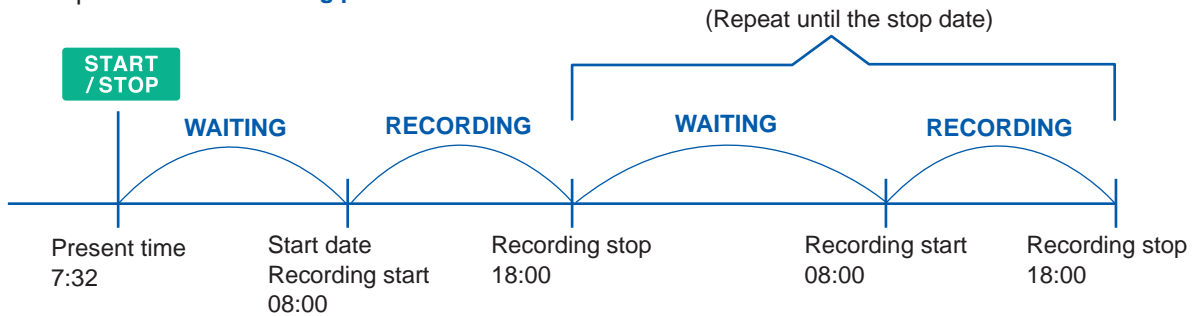 (Repeat until the stop date)
START
/ STOP
WAITING
RECORDING
WAITING
RECORDING
Present time
7:32
Start date
Recording start
08:00
Recording stop
18:00
Recording start
08:00
Recording stop
18:00